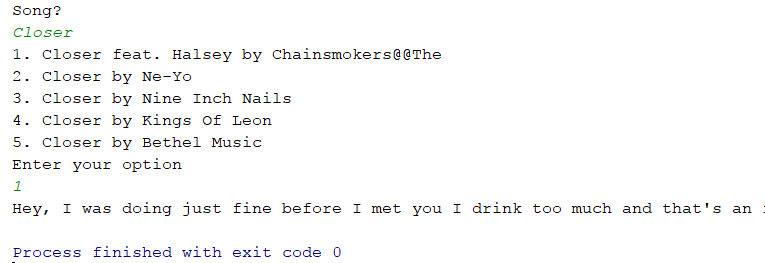 Song?
Closer
1. Closer feat. Halsey by Chainsmokers@@The
2. Closer by Ne-Yo
3. Closer by Nine Inch Nails
4. Closer by Kings Of Leon
5. Closer by Bethel Music
Enter your option
1
Hey, I was doing just fine before I met you I drink too much and that's an
Process finished with exit code 0